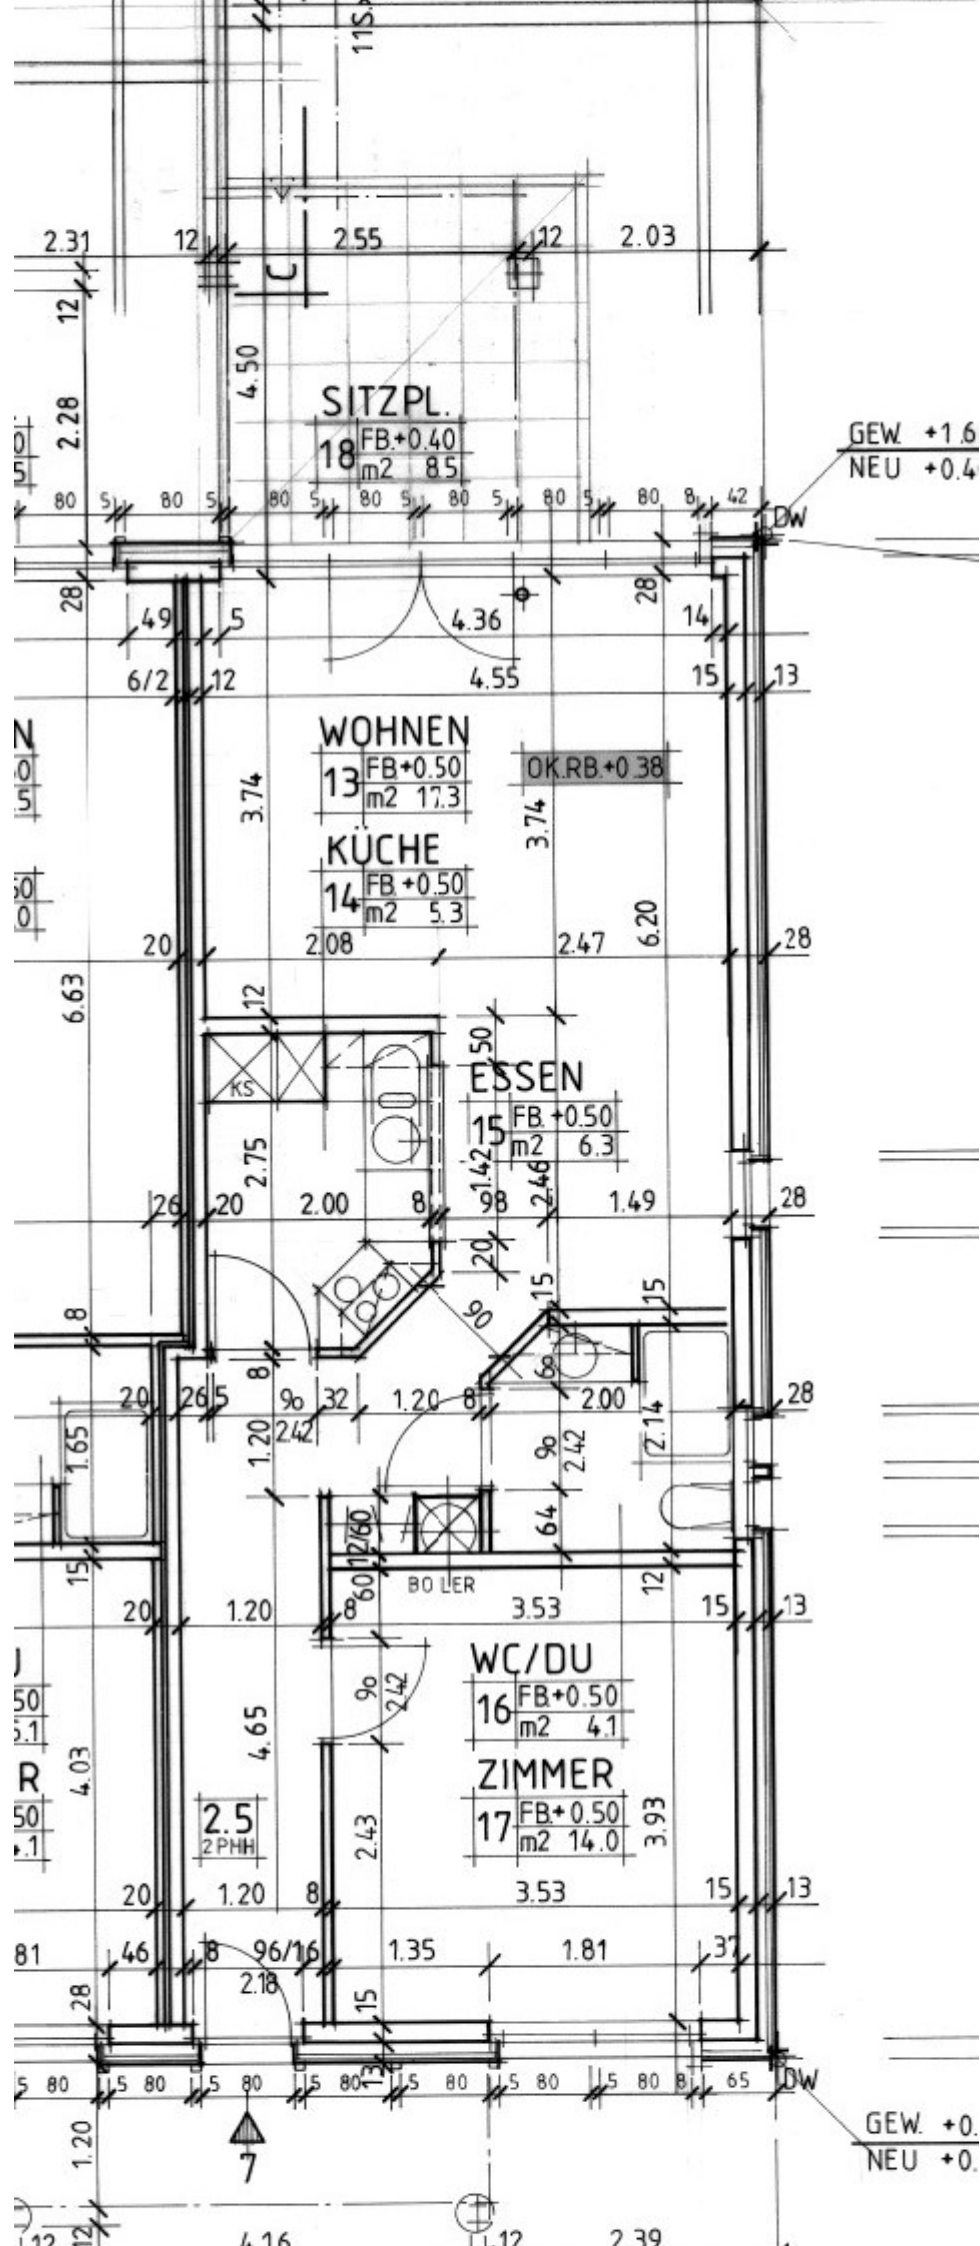 11S.
2.31 12 2.55 12 2.03
C
12
4.50
2.28
SITZPL.
18 FB.+0.40
m2 8.5
GEW. +1.6
NEU +0.4
80 5 80 5 80 5 80 5 80 5 80 5 80 8 42
DW
28
28
49 5 4.36 14
6/2 12 4.55 15 13
WOHNEN
13 FB.+0.50
m2 17.3
OK.RB.+0.38
3.74
3.74
N
KÜCHE
14 FB.+0.50
m2 5.3
6.20
20 2.08 2.47 28
6.63
12
50
KS
ESSEN
15 FB.+0.50
m2 6.3
2.75
1.42
2.46
26 20 2.00 8 98 1.49 28
20
15
15
90
8
8
60
20 26 5 90 32 1.20 8 2.00 28
2.42
1.65
1.20
90
2.42
2.14
64
12/60
15
60
BOILER
12
20 1.20 8 3.53 15 13
90
2.42
WC/DU
16 FB.+0.50
m2 4.1
4.65
4.03
R
ZIMMER
17 FB.+0.50
m2 14.0
2.5
2PHH
2.43
3.93
20 1.20 8 3.53 15 13
81 46 8 96/16 1.35 1.81 37
2.18
28
15
13
5 80 5 80 5 80 5 80 5 80 5 80 8 65
DW
1.20
7
GEW. +0.
NEU +0.
12
12 4.16 12 2.39